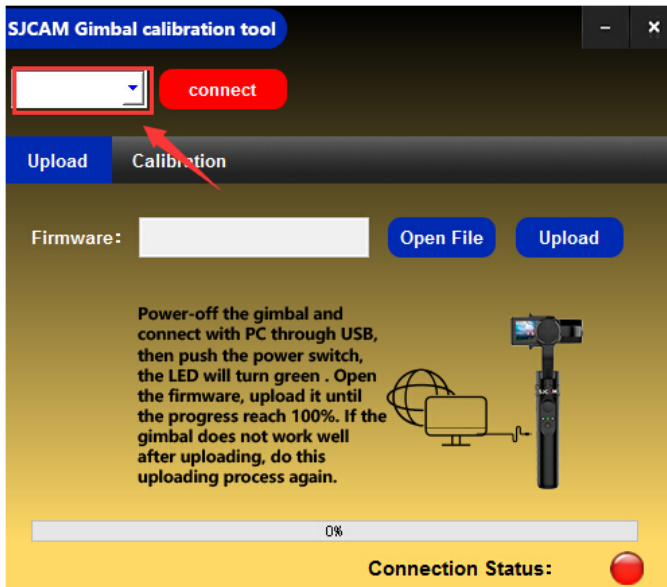 SJCAM Gimbal calibration tool
connect
Upload Calibration
Firmware: Open File Upload
Power-off the gimbal and
connect with PC through USB,
then push the power switch,
the LED will turn green . Open
the firmware, upload it until
the progress reach 100%. If the
gimbal does not work well
after uploading, do this
uploading process again.
SJCAM
0%
Connection Status: